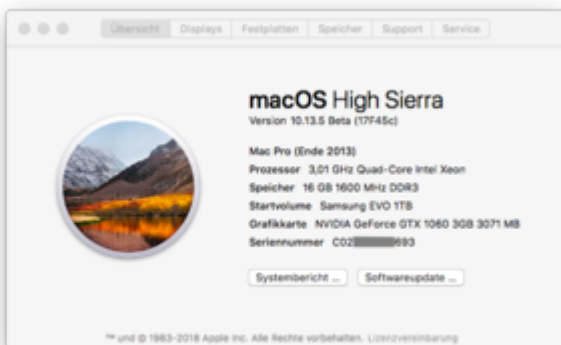 Übersicht Displays Festplatten Speicher Support Service
macOS High Sierra
Version 10.13.5 Beta (17F45c)
Mac Pro (Ende 2013)
Prozessor 3,01 GHz Quad-Core Intel Xeon
Speicher 16 GB 1600 MHz DDR3
Startvolume Samsung EVO 1TB
Grafikkarte NVIDIA GeForce GTX 1060 3GB 3071 MB
Seriennummer C02 693
Systembericht ... Softwareupdate ...
™ und © 1983-2018 Apple Inc. Alle Rechte vorbehalten. Lizenzvereinbarung